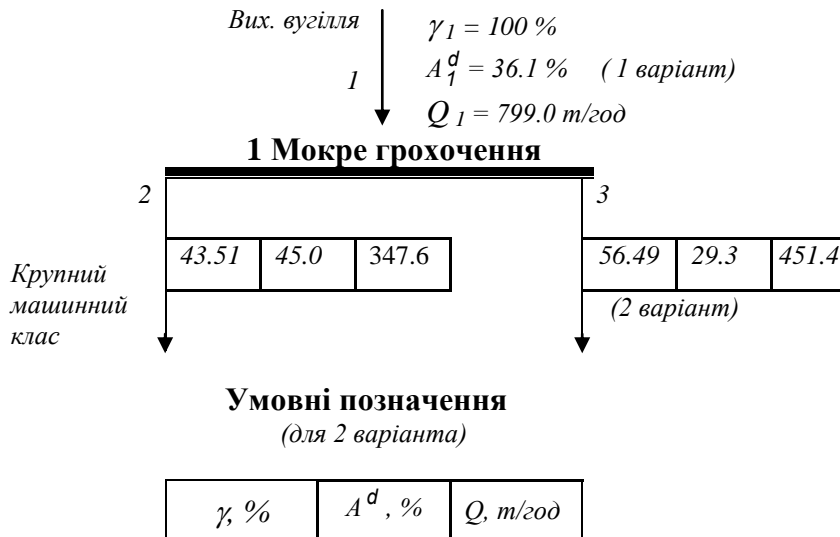 Вих. вугілля
γ1 = 100 %
1
A1^d = 36.1 % ( 1 варіант)
Q 1 = 799.0 т/год
1 Мокре грохочення
2
3
43.51 45.0 347.6
56.49 29.3 451.4
Крупний
машинний
клас
(2 варіант)
Умовні позначення
(для 2 варіанта)
γ, % A^d , % Q, т/год